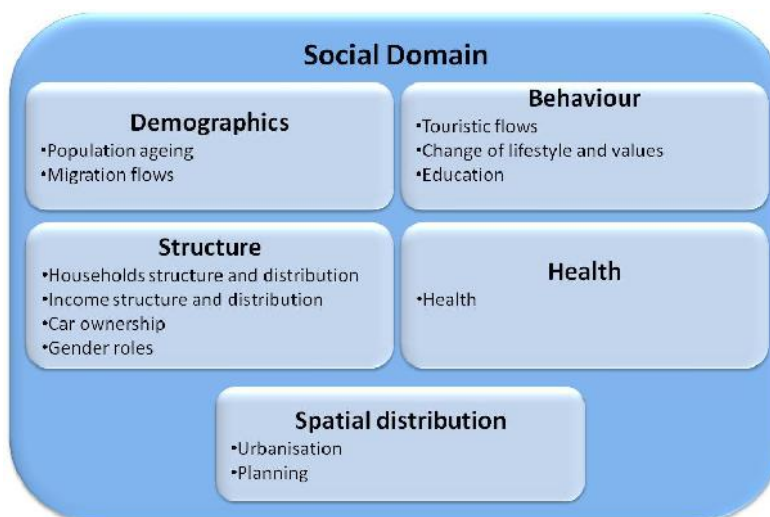 Social Domain
Demographics
•Population ageing
•Migration flows
Behaviour
•Touristic flows
•Change of lifestyle and values
•Education
Structure
•Households structure and distribution
•Income structure and distribution
•Car ownership
•Gender roles
Health
•Health
Spatial distribution
•Urbanisation
•Planning